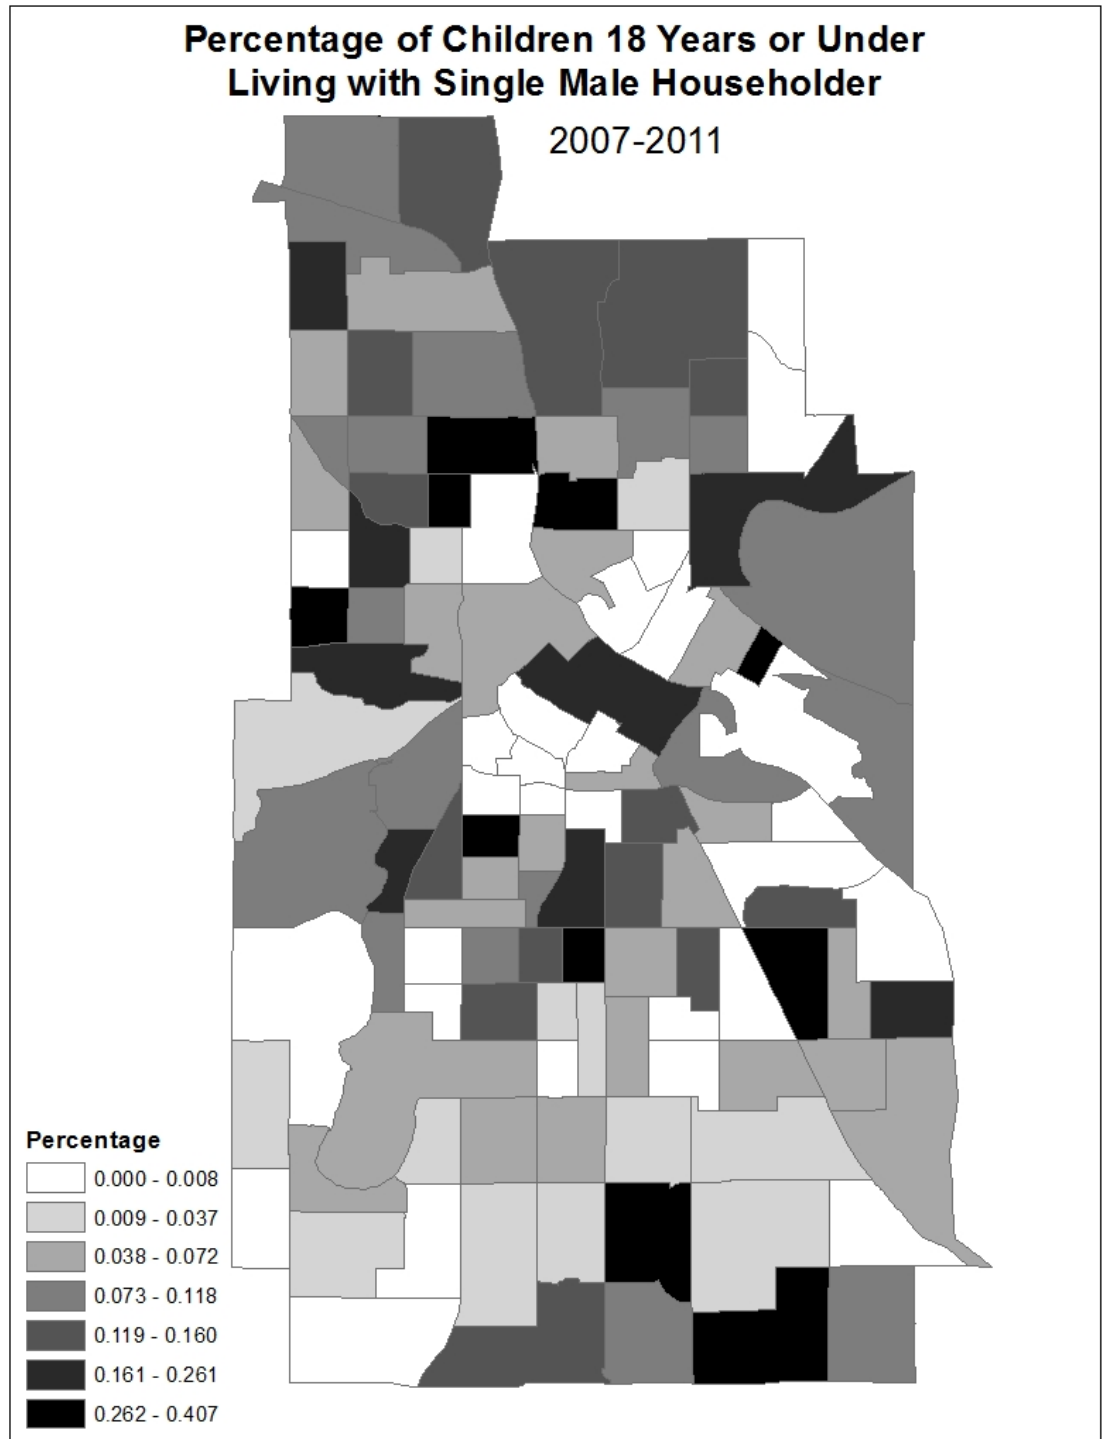 Percentage of Children 18 Years or Under
Living with Single Male Householder
2007-2011
Percentage
0.000 - 0.008
0.009 - 0.037
0.038 - 0.072
0.073 - 0.118
0.119 - 0.160
0.161 - 0.261
0.262 - 0.407